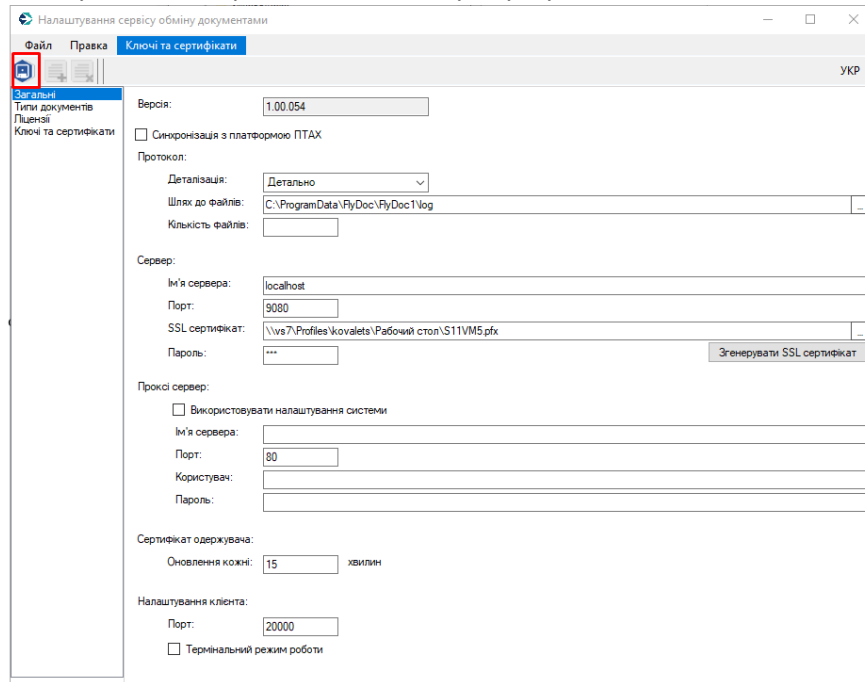 Налаштування сервісу обміну документами
Файл Правка Ключі та сертифікати
УКР
Загальні
Типи документів
Ліцензії
Ключі та сертифікати
Версія: 1.00.054
Синхронізація з платформою ПТАХ
Протокол:
Деталізація: Детально
Шлях до файлів: C:\ProgramData\FlyDoc\FlyDoc1\log ...
Кількість файлів:
Сервер:
Ім'я сервера: localhost
Порт: 9080
SSL сертифікат: \\vs7\Profiles\kovalets\Рабочий стол\S11VM5.pfx ...
Пароль: *** Згенерувати SSL сертифікат
Проксі сервер:
Використовувати налаштування системи
Ім'я сервера:
Порт: 80
Користувач:
Пароль:
Сертифікат одержувача:
Оновлення кожні: 15 хвилин
Налаштування клієнта:
Порт: 20000
Термінальний режим роботи